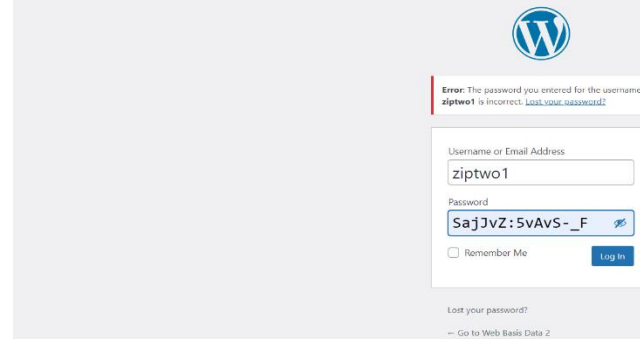 Error: The password you entered for the username
ziptwo1 is incorrect. Lost your password?
Username or Email Address
ziptwo1
Password
SajJvZ:5vAvS-_F
Remember Me
Log In
Lost your password?
← Go to Web Basis Data 2